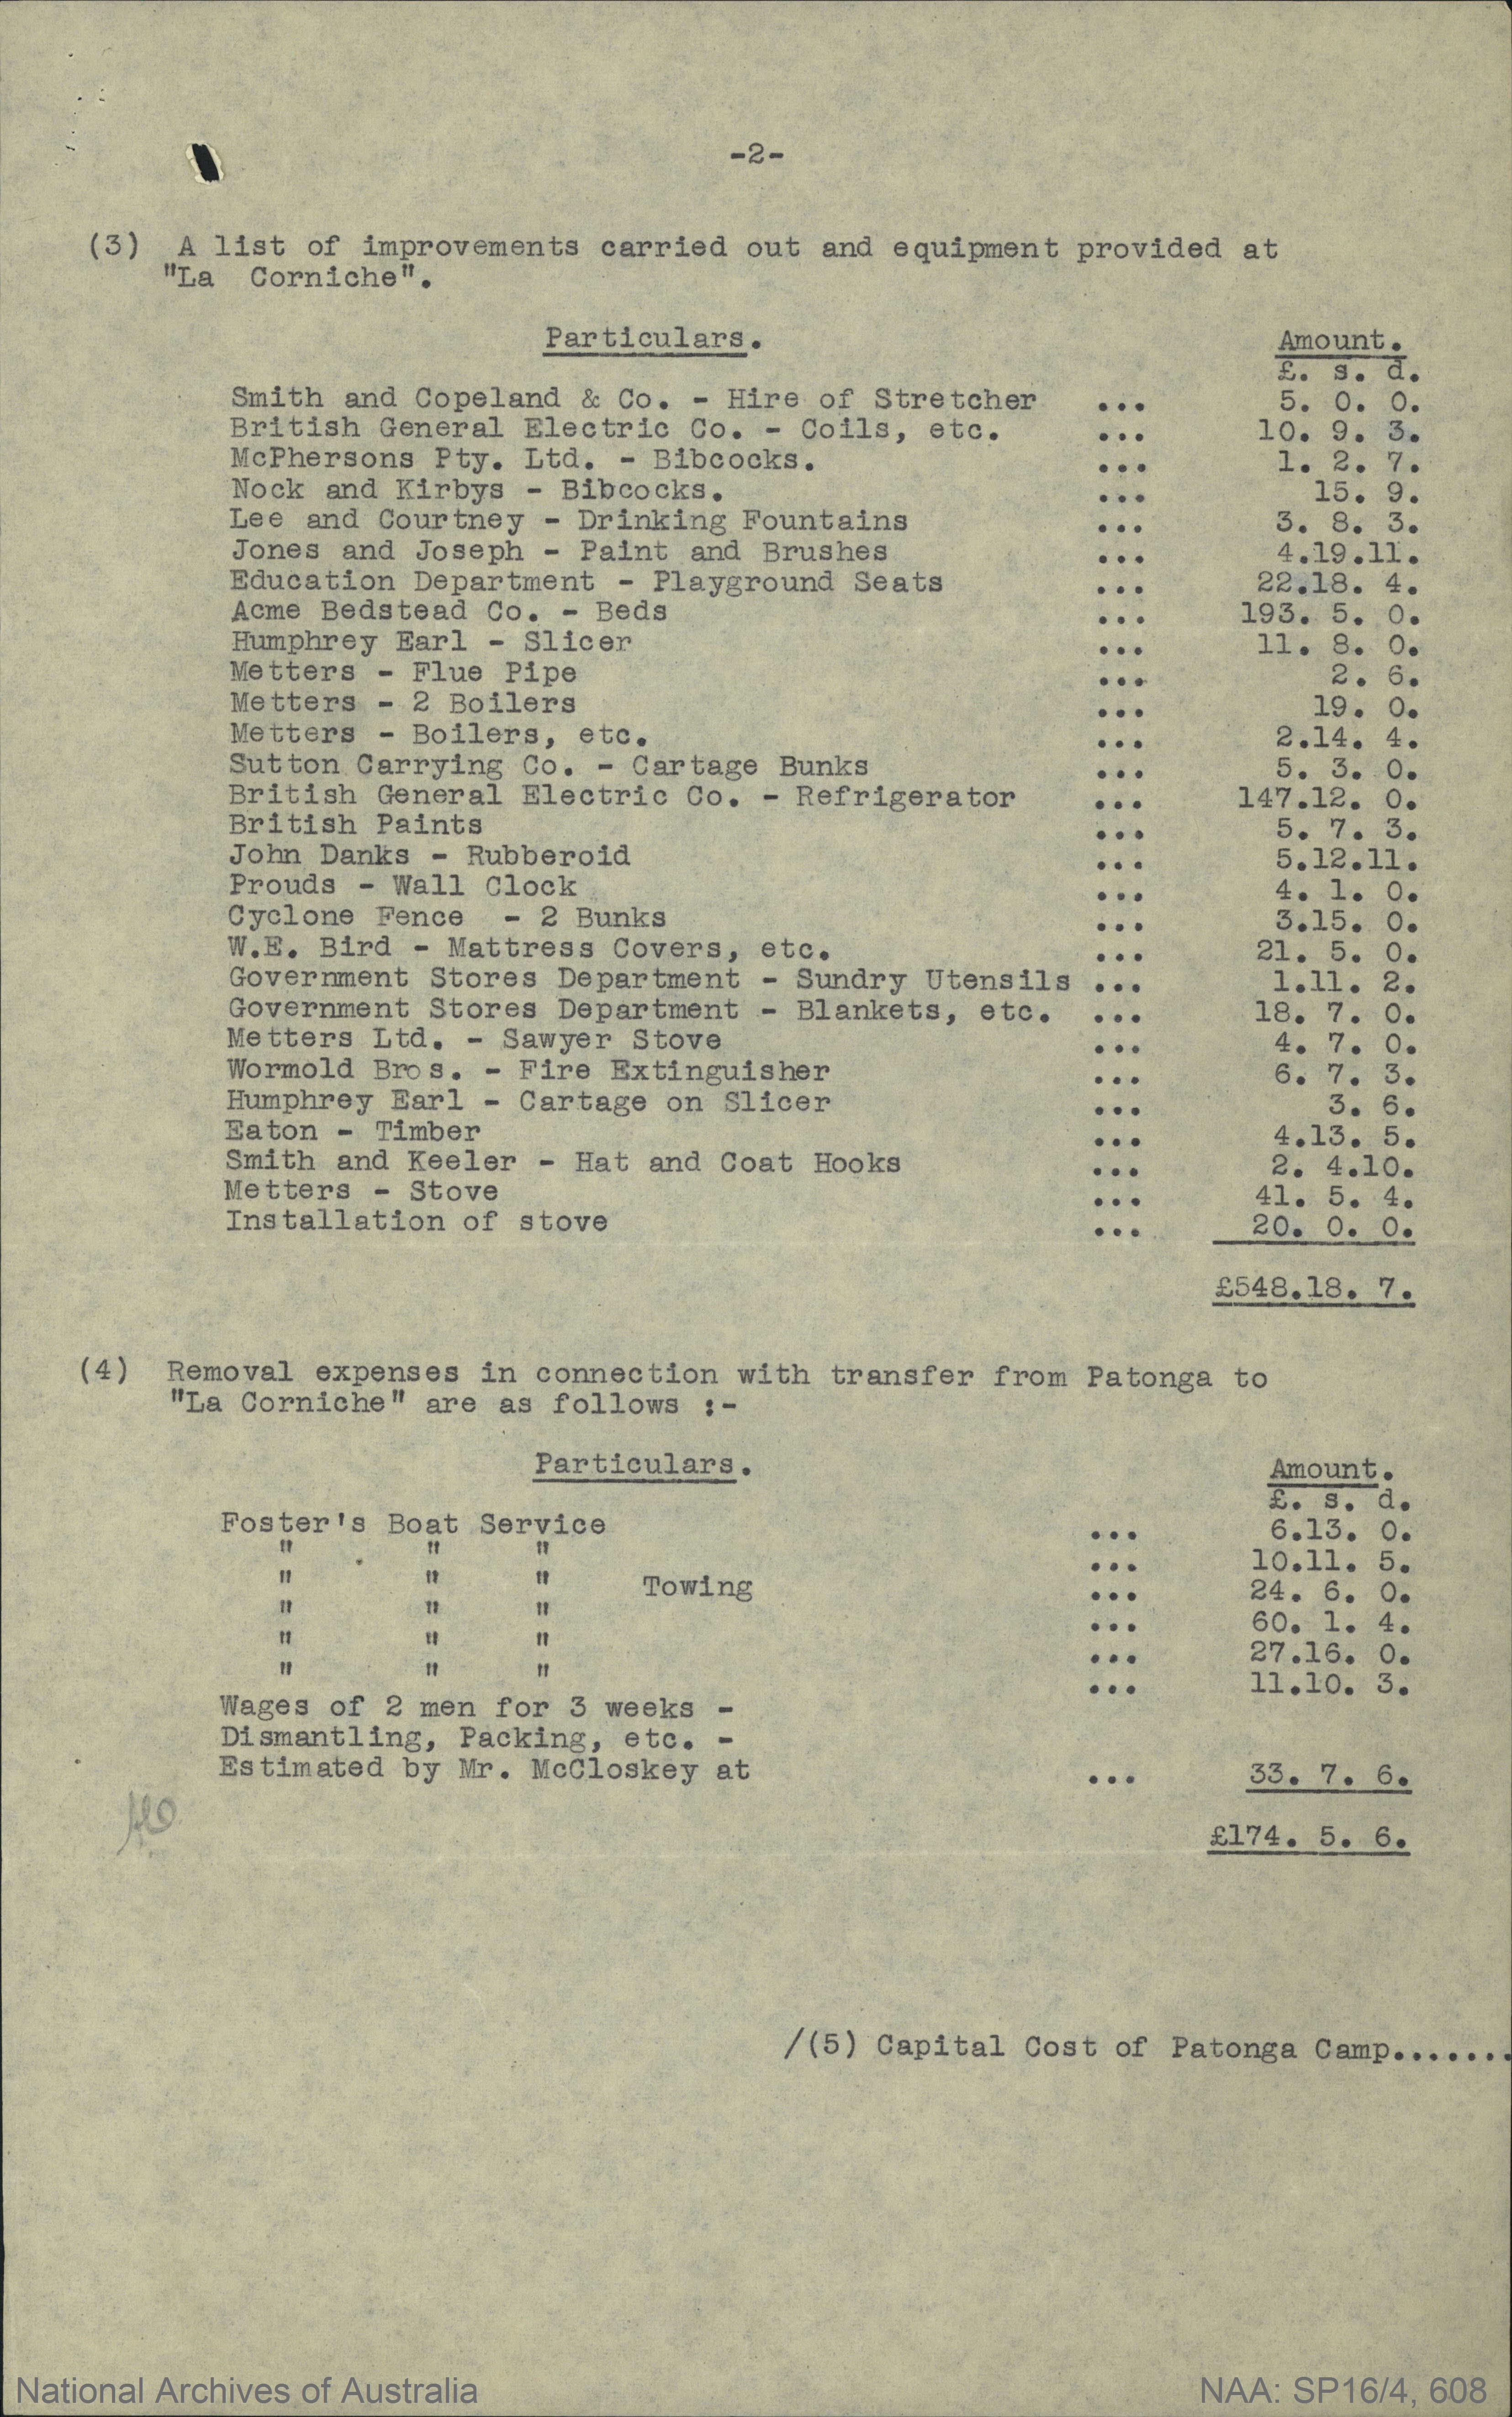 -2-
(3) A list of improvements carried out and equipment provided at
"La Corniche".
Particulars. Amount.
£. s. d.
Smith and Copeland & Co. - Hire of Stretcher ... 5. 0. 0.
British General Electric Co. - Coils, etc. ... 10. 9. 3.
McPhersons Pty. Ltd. - Bibcocks. ... 1. 2. 7.
Nock and Kirbys - Bibcocks. ... 15. 9.
Lee and Courtney - Drinking Fountains ... 3. 8. 3.
Jones and Joseph - Paint and Brushes ... 4.19.11.
Education Department - Playground Seats ... 22.18. 4.
Acme Bedstead Co. - Beds ... 193. 5. 0.
Humphrey Earl - Slicer ... 11. 8. 0.
Metters - Flue Pipe ... 2. 6.
Metters - 2 Boilers ... 19. 0.
Metters - Boilers, etc. ... 2.14. 4.
Sutton Carrying Co. - Cartage Bunks ... 5. 3. 0.
British General Electric Co. - Refrigerator ... 147.12. 0.
British Paints ... 5. 7. 3.
John Danks - Rubberoid ... 5.12.11.
Prouds - Wall Clock ... 4. 1. 0.
Cyclone Fence - 2 Bunks ... 3.15. 0.
W.E. Bird - Mattress Covers, etc. ... 21. 5. 0.
Government Stores Department - Sundry Utensils ... 1.11. 2.
Government Stores Department - Blankets, etc. ... 18. 7. 0.
Metters Ltd. - Sawyer Stove ... 4. 7. 0.
Wormold Bros. - Fire Extinguisher ... 6. 7. 3.
Humphrey Earl - Cartage on Slicer ... 3. 6.
Eaton - Timber ... 4.13. 5.
Smith and Keeler - Hat and Coat Hooks ... 2. 4.10.
Metters - Stove ... 41. 5. 4.
Installation of stove ... 20. 0. 0.
£548.18. 7.
(4) Removal expenses in connection with transfer from Patonga to
"La Corniche" are as follows :-
Particulars. Amount.
£. s. d.
Foster's Boat Service ... 6.13. 0.
" " " ... 10.11. 5.
" " " Towing ... 24. 6. 0.
" " " ... 60. 1. 4.
" " " ... 27.16. 0.
" " " ... 11.10. 3.
Wages of 2 men for 3 weeks -
Dismantling, Packing, etc. -
Estimated by Mr. McCloskey at ... 33. 7. 6.
£174. 5. 6.
/(5) Capital Cost of Patonga Camp.......
National Archives of Australia NAA: SP16/4, 608